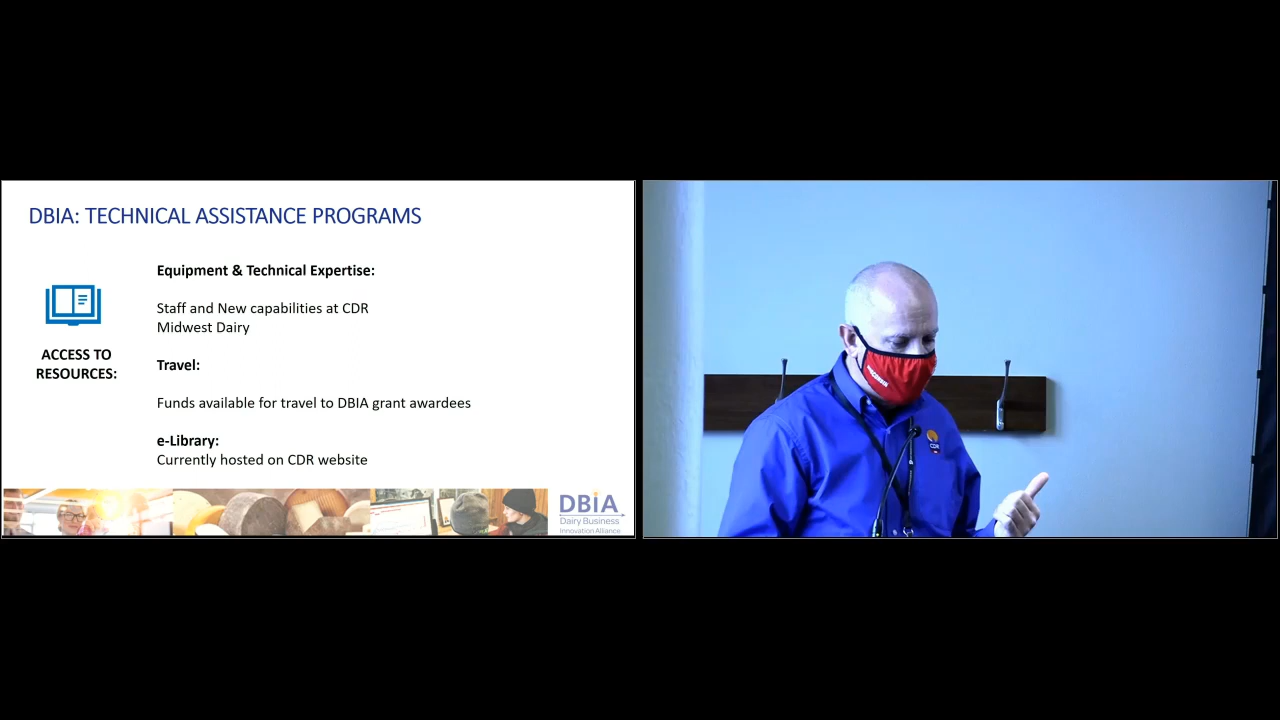 DBIA: TECHNICAL ASSISTANCE PROGRAMS
Equipment & Technical Expertise:
Staff and New capabilities at CDR
Midwest Dairy
ACCESS TO
RESOURCES:
Travel:
Funds available for travel to DBIA grant awardees
e-Library:
Currently hosted on CDR website
DBiA
Dairy Business
Innovation Alliance
CDR